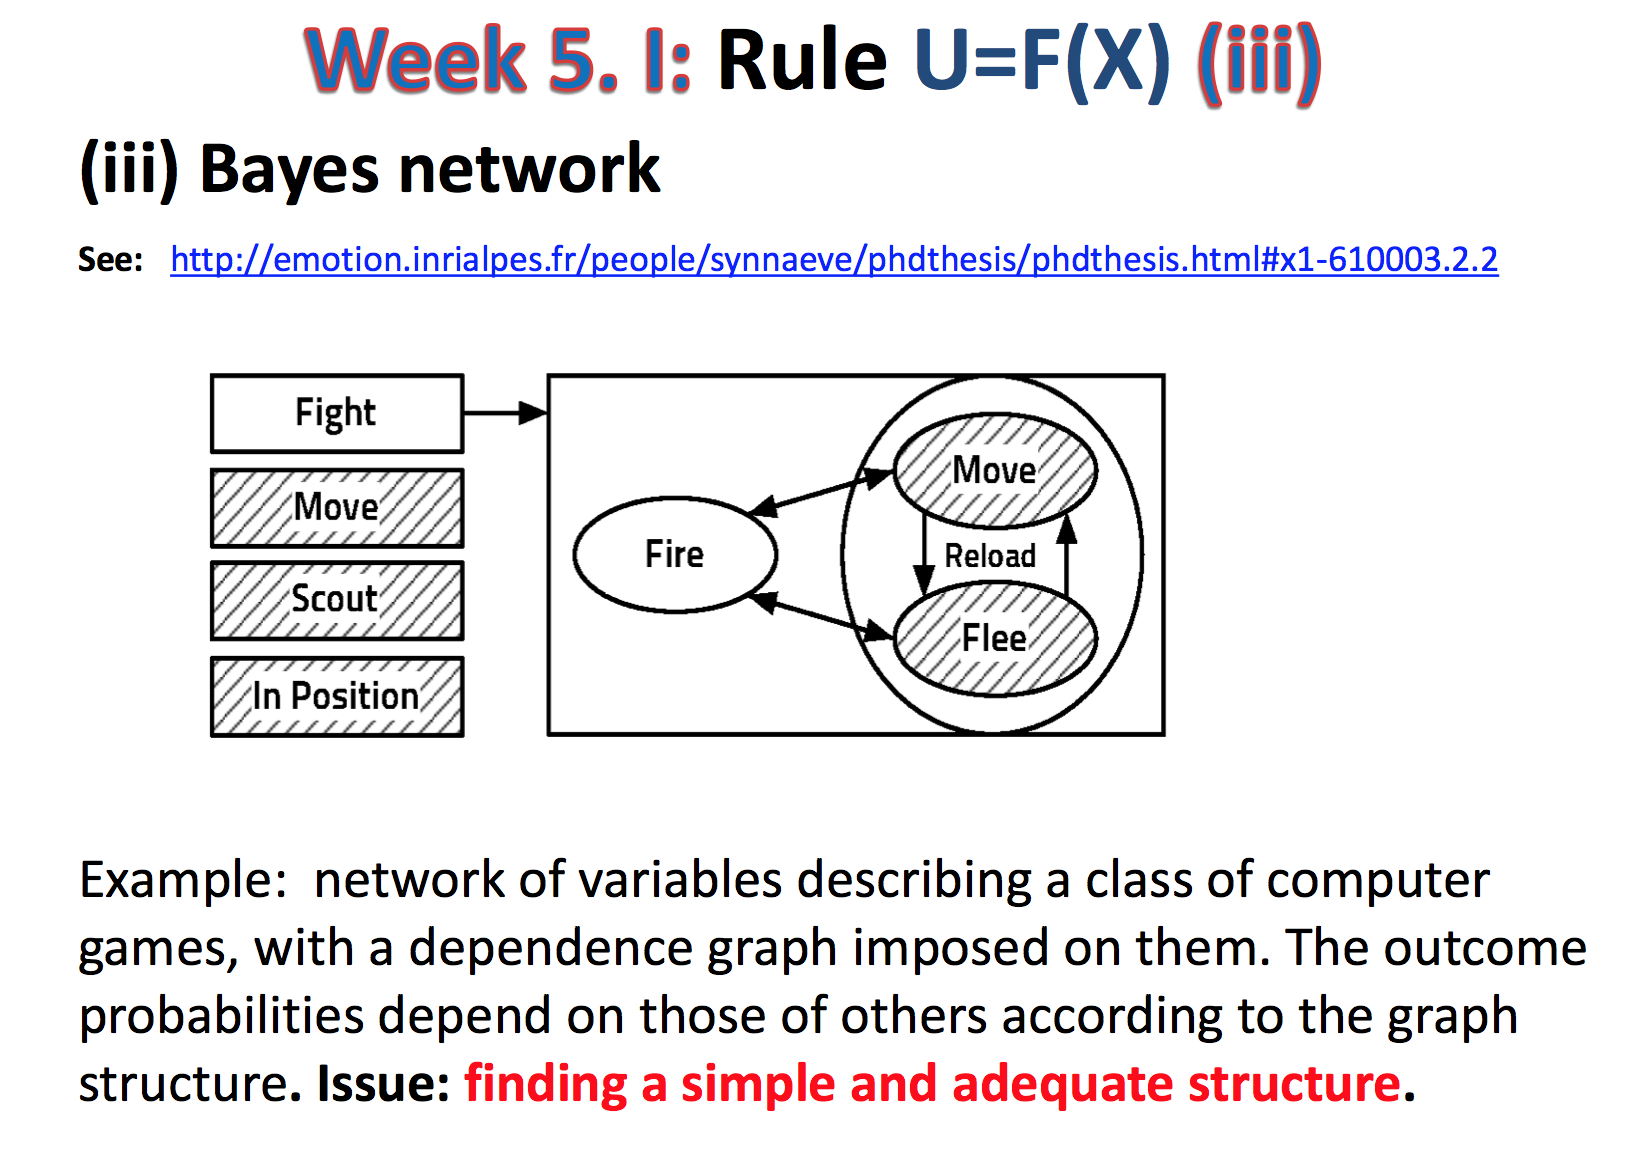 Week 5. I: Rule U=F(X) (iii)
(iii) Bayes network
See: http://emotion.inrialpes.fr/people/synnaeve/phdthesis/phdthesis.html#x1-610003.2.2
Fight
Move
Scout
In Position
Fire
Move
Reload
Flee
Example: network of variables describing a class of computer
games, with a dependence graph imposed on them. The outcome
probabilities depend on those of others according to the graph
structure. Issue: finding a simple and adequate structure.